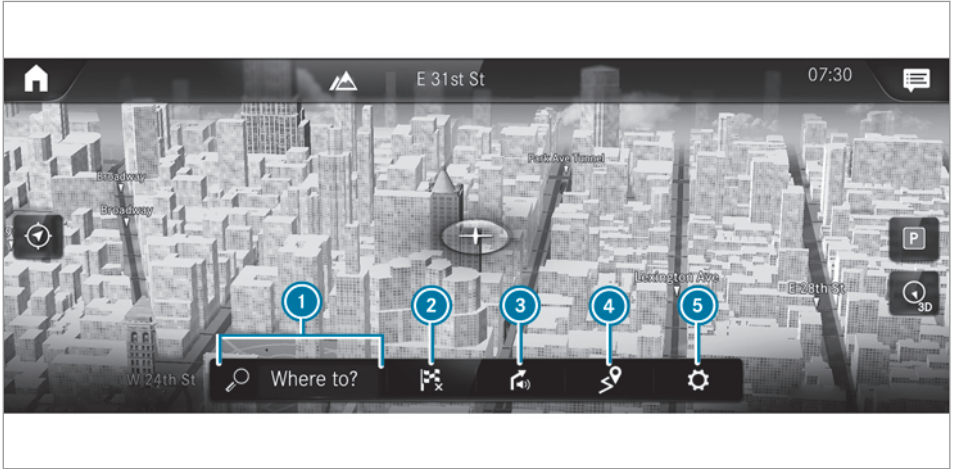 E 31st St
07:30
Park Ave Tunnel
Broadway
Broadway
P
Lexington Ave
E 28th St
3D
1
2
3
4
5
W 24th St
Where to?